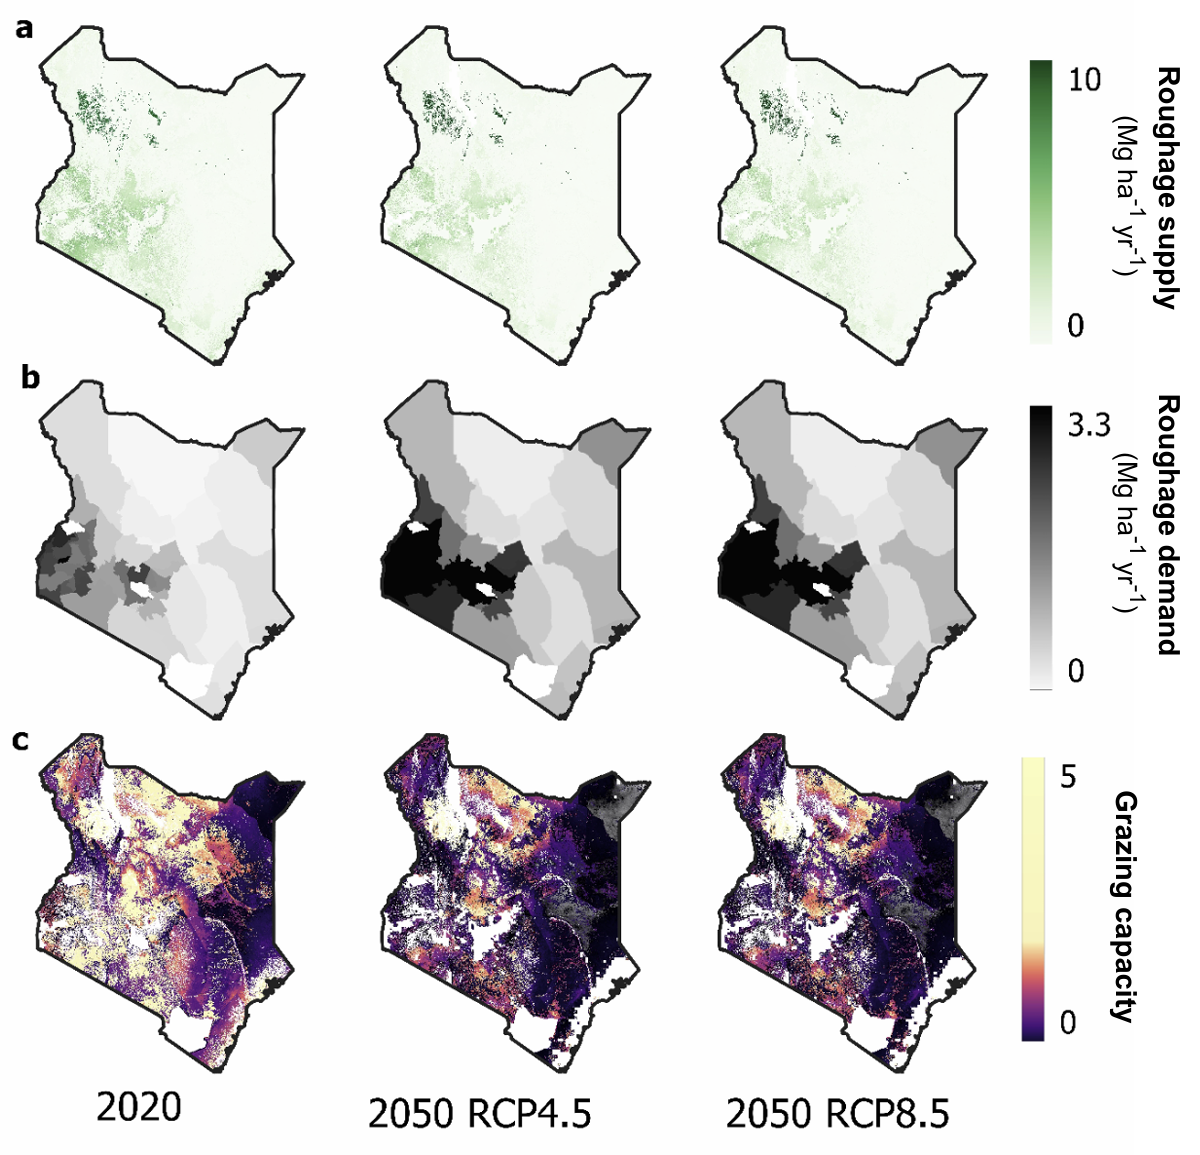 a
10
0
Roughage supply
(Mg ha⁻¹ yr⁻¹)
b
3.3
0
Roughage demand
(Mg ha⁻¹ yr⁻¹)
c
5
0
Grazing capacity
2020
2050 RCP4.5
2050 RCP8.5